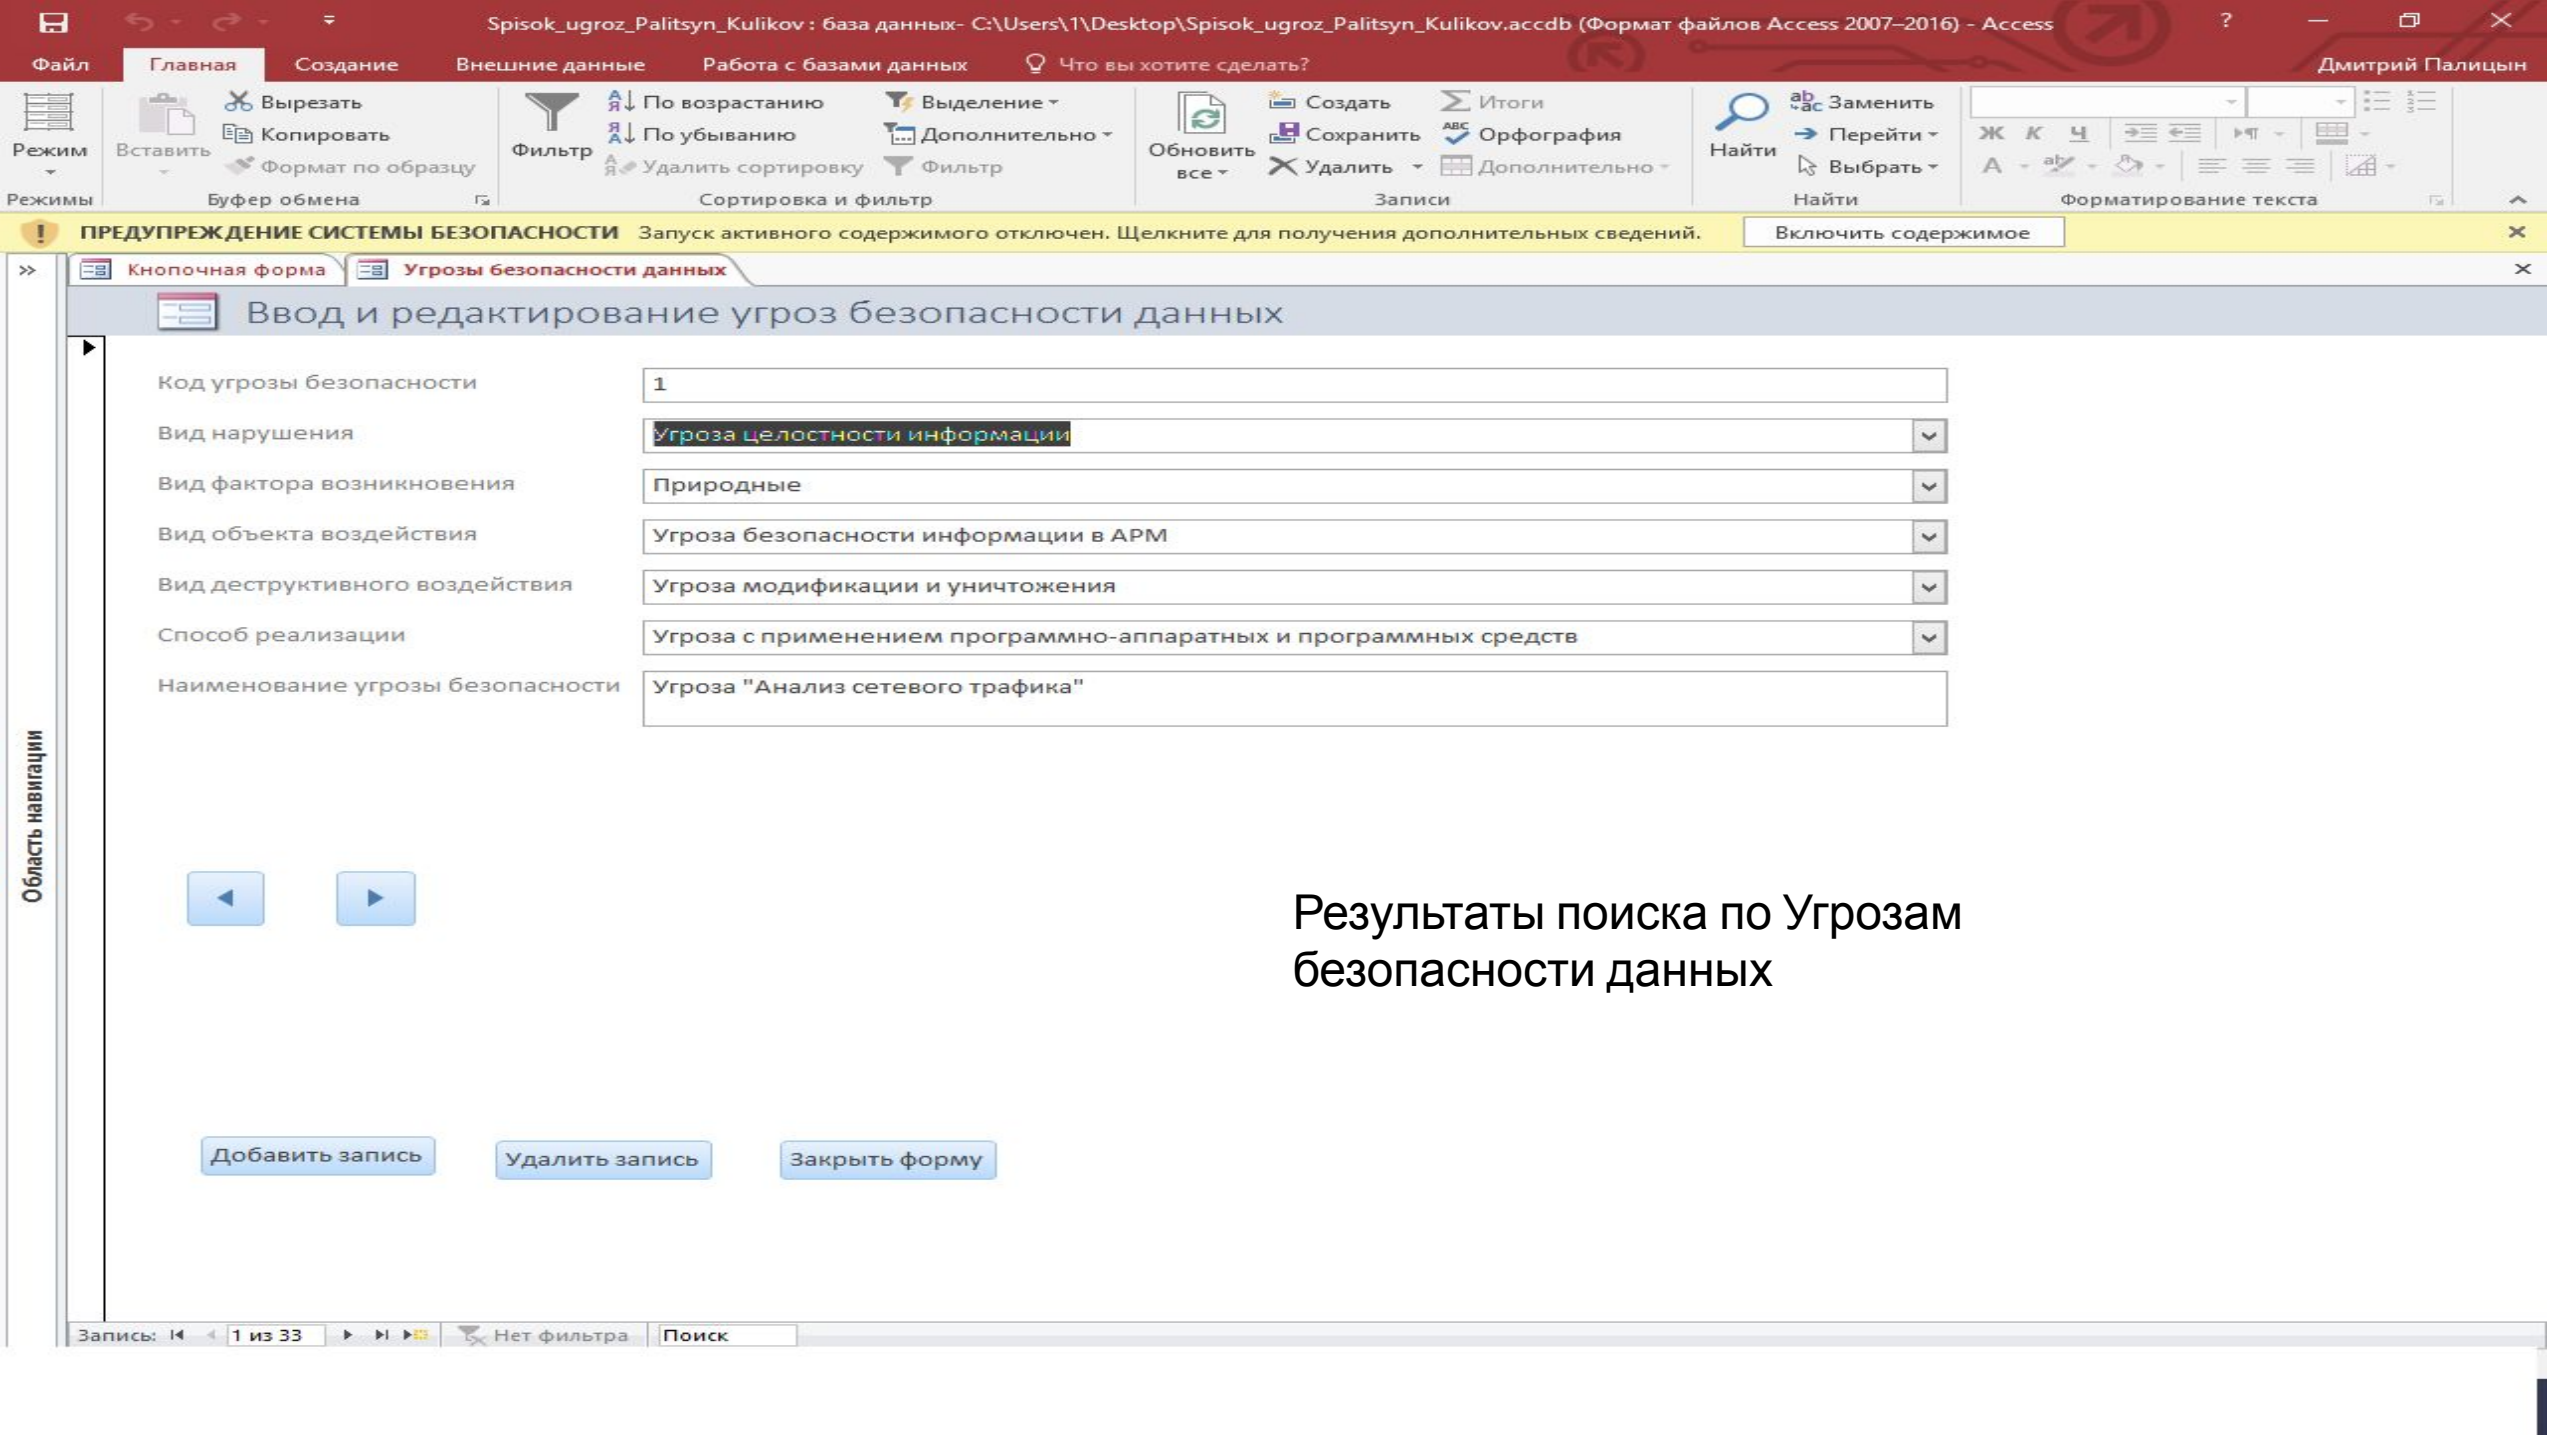 Spisok_ugroz_Palitsyn_Kulikov : база данных- C:\Users\1\Desktop\Spisok_ugroz_Palitsyn_Kulikov.accdb (Формат файлов Access 2007–2016) - Access ?
Файл Главная Создание Внешние данные Работа с базами данных Что вы хотите сделать? Дмитрий Палицын
Вырезать По возрастанию Выделение Создать Итоги Заменить
Копировать По убыванию Дополнительно Сохранить Орфография Перейти Ж К Ч
Режим Вставить Фильтр Обновить Найти
Формат по образцу Удалить сортировку Фильтр все Удалить Дополнительно Выбрать А
Режимы Буфер обмена Сортировка и фильтр Записи Найти Форматирование текста
ПРЕДУПРЕЖДЕНИЕ СИСТЕМЫ БЕЗОПАСНОСТИ Запуск активного содержимого отключен. Щелкните для получения дополнительных сведений. Включить содержимое
Кнопочная форма Угрозы безопасности данных
Ввод и редактирование угроз безопасности данных
Код угрозы безопасности 1
Вид нарушения Угроза целостности информации
Вид фактора возникновения Природные
Вид объекта воздействия Угроза безопасности информации в АРМ
Вид деструктивного воздействия Угроза модификации и уничтожения
Способ реализации Угроза с применением программно-аппаратных и программных средств
Наименование угрозы безопасности Угроза "Анализ сетевого трафика"
Область навигации
Результаты поиска по Угрозам
безопасности данных
Добавить запись Удалить запись Закрыть форму
Запись: 1 из 33 Нет фильтра Поиск